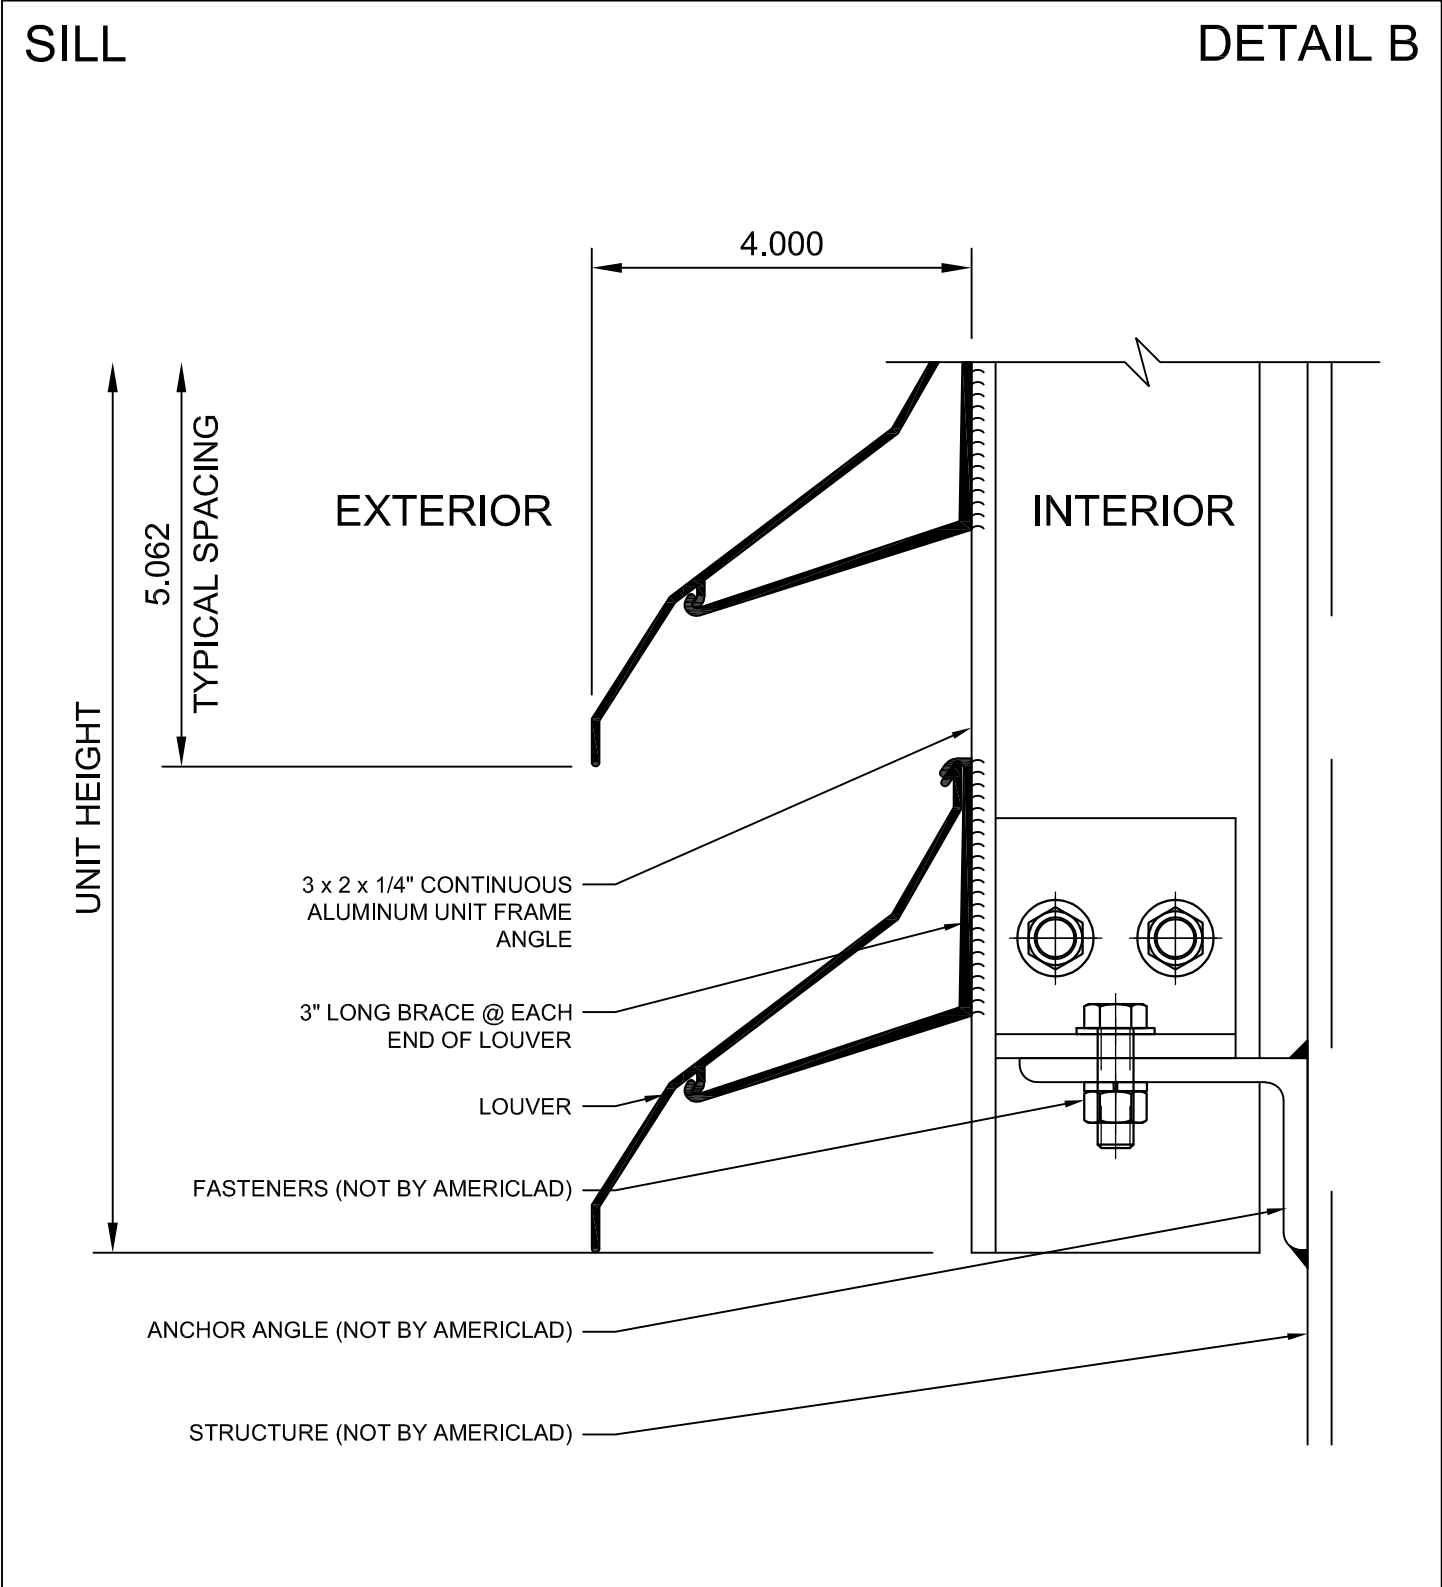 SILL
DETAIL B
4.000
5.062
TYPICAL SPACING
EXTERIOR
INTERIOR
UNIT HEIGHT
3 x 2 x 1/4" CONTINUOUS
ALUMINUM UNIT FRAME
ANGLE
3" LONG BRACE @ EACH
END OF LOUVER
LOUVER
FASTENERS (NOT BY AMERICLAD)
ANCHOR ANGLE (NOT BY AMERICLAD)
STRUCTURE (NOT BY AMERICLAD)